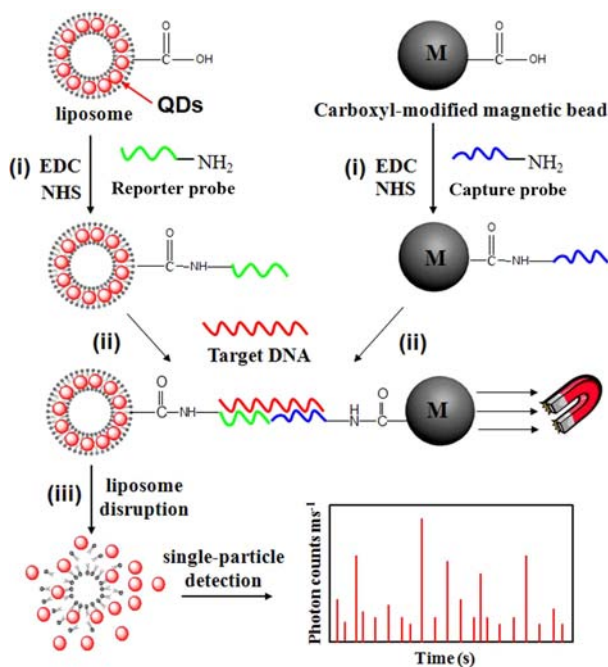 C
O
OH
M
C
O
OH
liposome
QDs
Carboxyl-modified magnetic bead
(i) EDC
NHS
NH2
Reporter probe
(i) EDC
NHS
NH2
Capture probe
O
C
NH
M
O
C
NH
(ii)
Target DNA
(ii)
O
C
NH
H
N
O
C
M
(iii)
liposome
disruption
single-particle
detection
Photon counts ms-1
Time (s)